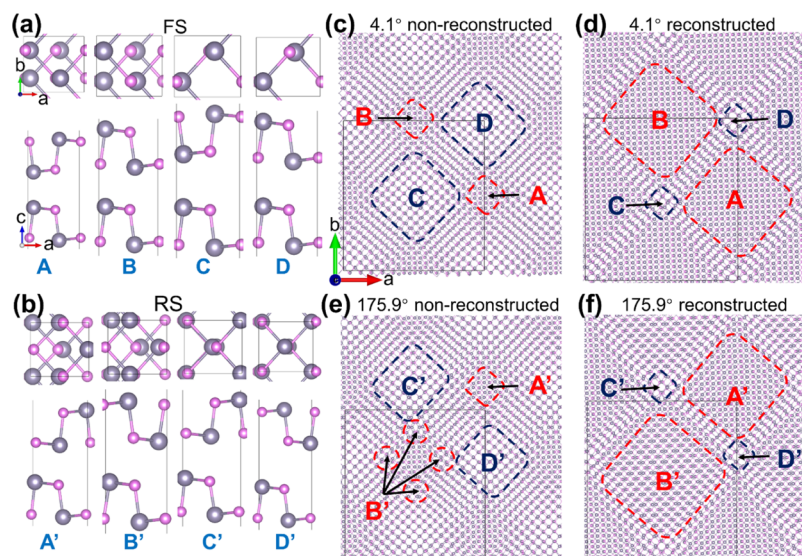 (a) FS
b
a
c
a
A B C D
(b) RS
A' B' C' D'
(c) 4.1° non-reconstructed
B D
C A
b
a
(d) 4.1° reconstructed
B D
C A
(e) 175.9° non-reconstructed
C' A'
D'
B'
(f) 175.9° reconstructed
C' A'
D'
B'